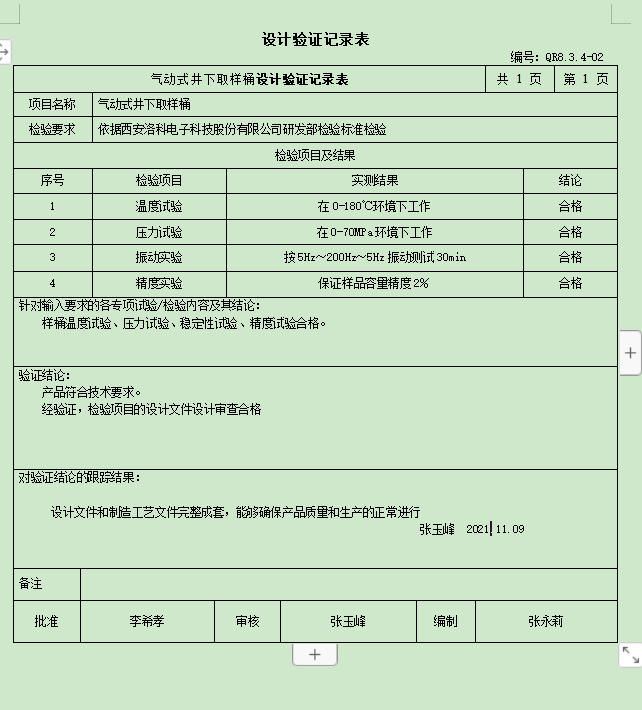 设计验证记录表
编号: QR8.3.4-02
气动式井下取样桶设计验证记录表 共 1 页 第 1 页
项目名称 气动式井下取样桶
检验要求 依据西安洛科电子科技股份有限公司研发部检验标准检验
检验项目及结果
序号 检验项目 实测结果 结论
1 温度试验 在0-180℃环境下工作 合格
2 压力试验 在0-70MPa环境下工作 合格
3 振动实验 按5Hz～200Hz～5Hz振动测试30min 合格
4 精度实验 保证样品容量精度2% 合格
针对输入要求的各专项试验/检验内容及其结论:
样桶温度试验、压力试验、稳定性试验、精度试验合格。
验证结论:
产品符合技术要求。
经验证，检验项目的设计文件设计审查合格
对验证结论的跟踪结果:
设计文件和制造工艺文件完整成套，能够确保产品质量和生产的正常进行
张玉峰 2021.11.09
备注
批准 李希孝 审核 张玉峰 编制 张永莉